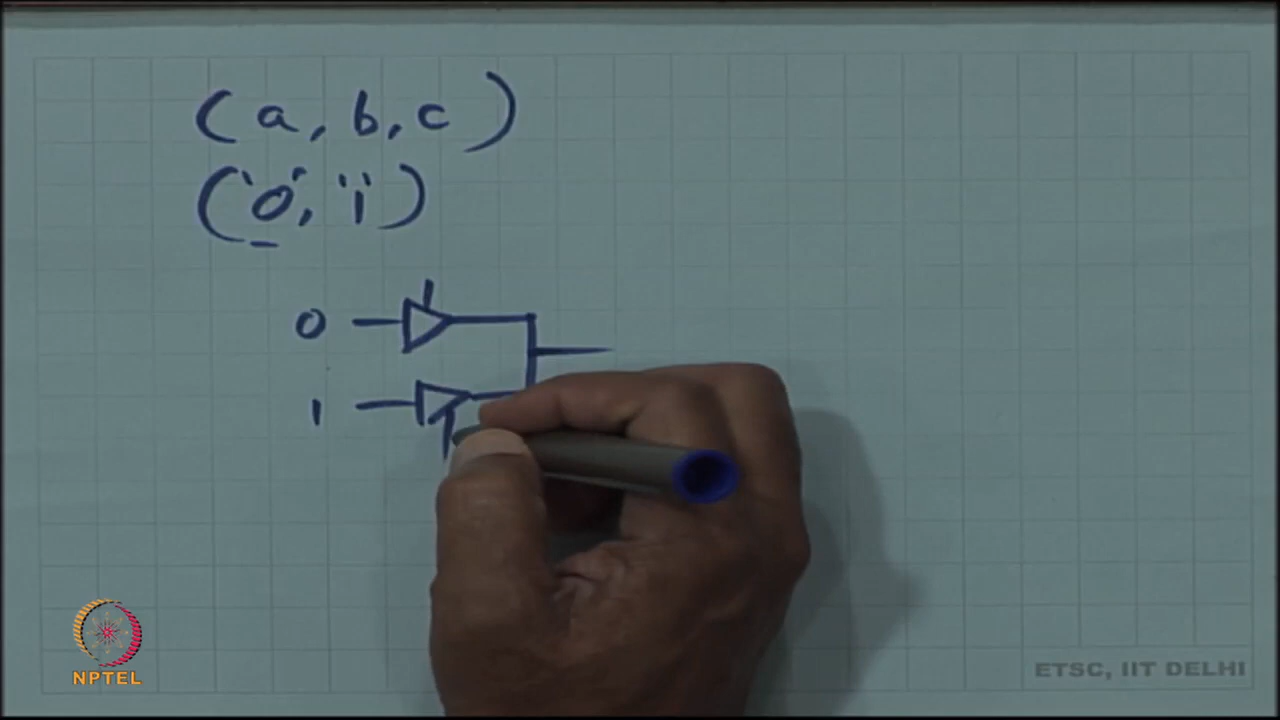 (a, b, c)
('0', '1')
0
1
NPTEL
ETSC, IIT DELHI